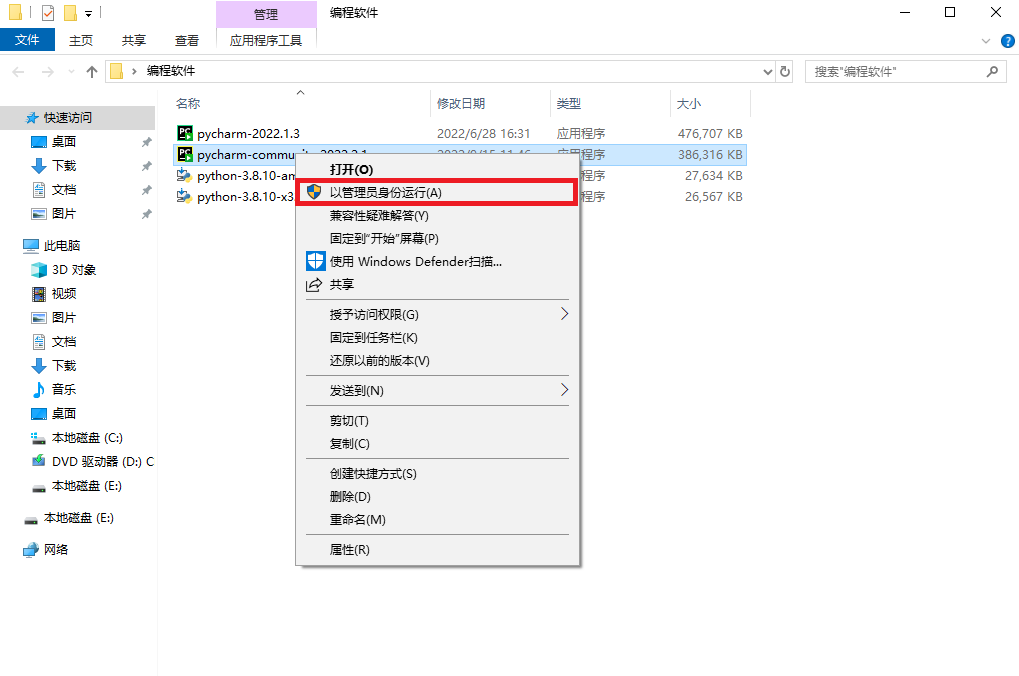 管理
编程软件
文件
主页
共享
查看
应用程序工具
编程软件
搜索"编程软件"
名称
修改日期
类型
大小
快速访问
桌面
下载
文档
图片
此电脑
3D 对象
视频
图片
文档
下载
音乐
桌面
本地磁盘 (C:)
DVD 驱动器 (D:) C
本地磁盘 (E:)
本地磁盘 (E:)
网络
pycharm-2022.1.3 2022/6/28 16:31 应用程序 476,707 KB
pycharm-community-2022.2.1 应用程序 386,316 KB
python-3.8.10-am 程序 27,634 KB
python-3.8.10-x3 程序 26,567 KB
打开(O)
以管理员身份运行(A)
兼容性疑难解答(Y)
固定到"开始"屏幕(P)
使用 Windows Defender扫描...
共享
授予访问权限(G)
固定到任务栏(K)
还原以前的版本(V)
发送到(N)
剪切(T)
复制(C)
创建快捷方式(S)
删除(D)
重命名(M)
属性(R)